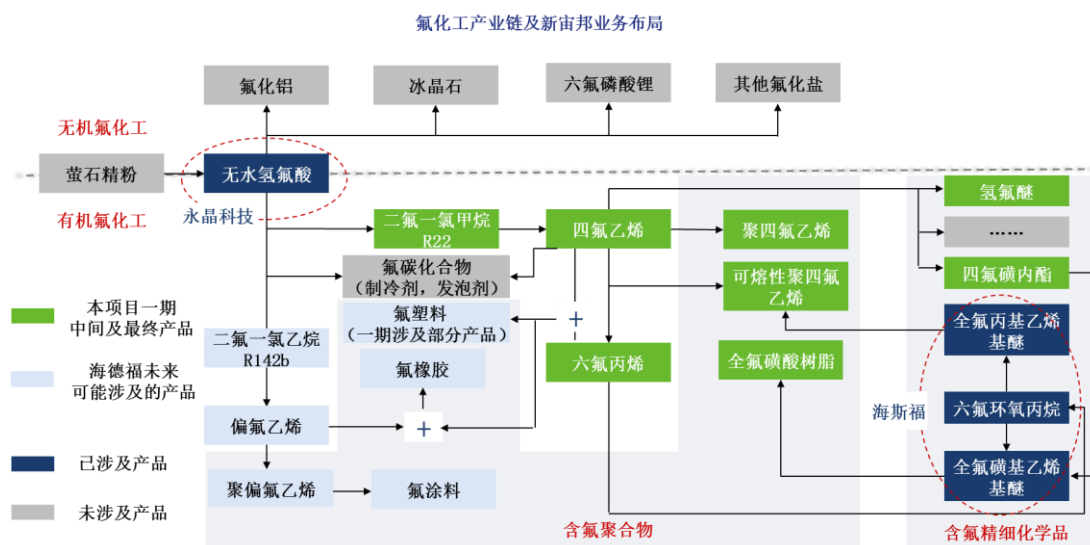 氟化工产业链及新宙邦业务布局
氟化铝
冰晶石
六氟磷酸锂
其他氟化盐
无机氟化工
萤石精粉
无水氢氟酸
有机氟化工
永晶科技
二氟一氯甲烷
R22
四氟乙烯
聚四氟乙烯
氢氟醚
……
四氟磺内酯
氟碳化合物
（制冷剂，发泡剂）
可熔性聚四氟
乙烯
本项目一期
中间及最终产品
二氟一氯乙烷
R142b
氟塑料
（一期涉及部分产品）
+
全氟丙基乙烯
基醚
海德福未来
可能涉及的产品
氟橡胶
六氟丙烯
全氟磺酸树脂
偏氟乙烯
+
海斯福
六氟环氧丙烷
已涉及产品
聚偏氟乙烯
氟涂料
全氟磺基乙烯
基醚
未涉及产品
含氟聚合物
含氟精细化学品